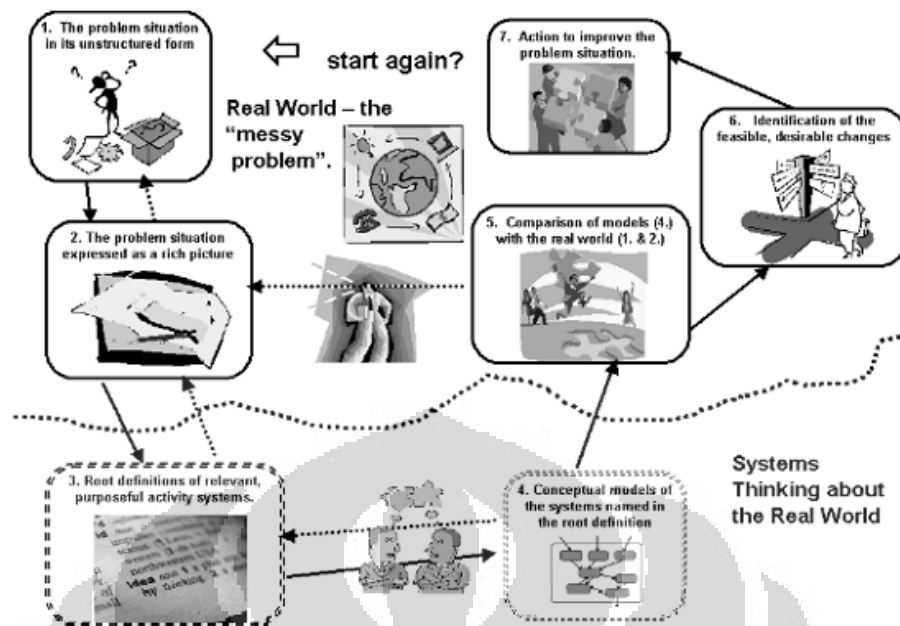 1. The problem situation
in its unstructured form
start again?
Real World – the
“messy
problem”.
7. Action to improve the
problem situation.
6. Identification of the
feasible, desirable changes
2. The problem situation
expressed as a rich picture
5. Comparison of models (4.)
with the real world (1. & 2.)
3. Root definitions of relevant,
purposeful activity systems.
idea
4. Conceptual models of
the systems named in
the root definition
Systems
Thinking about
the Real World